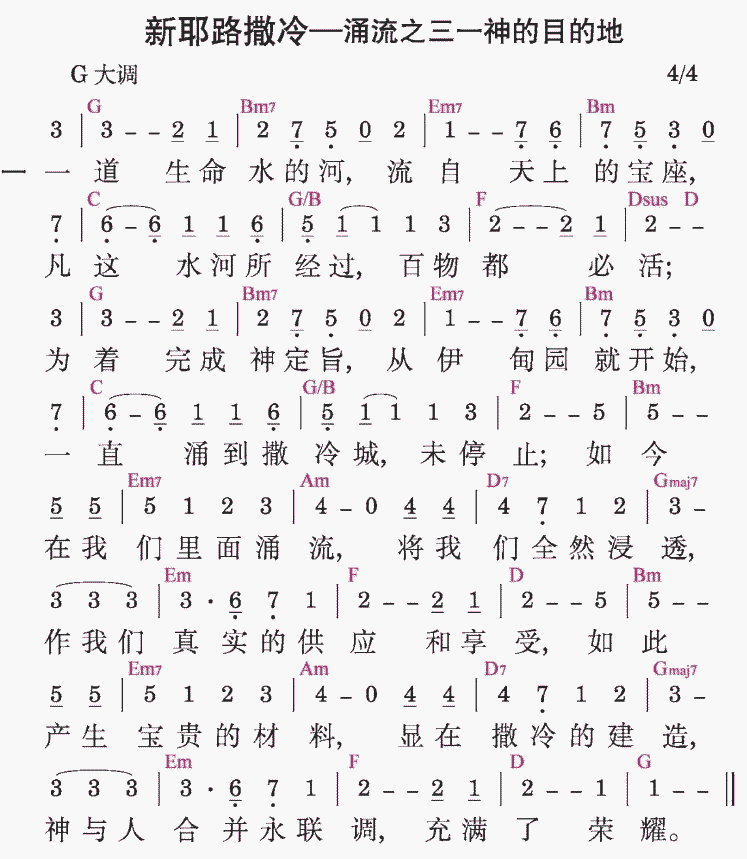 新耶路撒冷—涌流之三一神的目的地
G 大调 4/4
G Bm7 Em7 Bm
3 | 3 - - 2 1 | 2 7 5 0 2 | 1 - - 7 6 | 7 5 3 0
一 一 道 生 命 水 的 河, 流 自 天 上 的 宝 座,
C G/B F Dsus D
7 | 6 - 6 1 1 6 | 5 1 1 1 3 | 2 - - 2 1 | 2 - -
凡 这 水 河 所 经 过, 百 物 都 必 活;
G Bm7 Em7 Bm
3 | 3 - - 2 1 | 2 7 5 0 2 | 1 - - 7 6 | 7 5 3 0
为 着 完 成 神 定 旨, 从 伊 甸 园 就 开 始,
C G/B F Bm
7 | 6 - 6 1 1 6 | 5 1 1 1 3 | 2 - - 5 | 5 - -
一 直 涌 到 撒 冷 城, 未 停 止; 如 今
Em7 Am D7 Gmaj7
5 5 | 5 1 2 3 | 4 - 0 4 4 | 4 7 1 2 | 3 -
在 我 们 里 面 涌 流, 将 我 们 全 然 浸 透,
Em F D Bm
3 3 3 | 3 · 6 7 1 | 2 - - 2 1 | 2 - - 5 | 5 - -
作 我 们 真 实 的 供 应 和 享 受, 如 此
Em7 Am D7 Gmaj7
5 5 | 5 1 2 3 | 4 - 0 4 4 | 4 7 1 2 | 3 -
产 生 宝 贵 的 材 料, 显 在 撒 冷 的 建 造,
Em F D G
3 3 3 | 3 · 6 7 1 | 2 - - 2 1 | 2 - - 1 | 1 - - ||
神 与 人 合 并 永 联 调, 充 满 了 荣 耀。